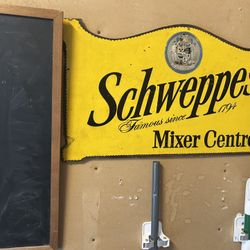 Schweppes
Famous since 1794
Mixer Centre